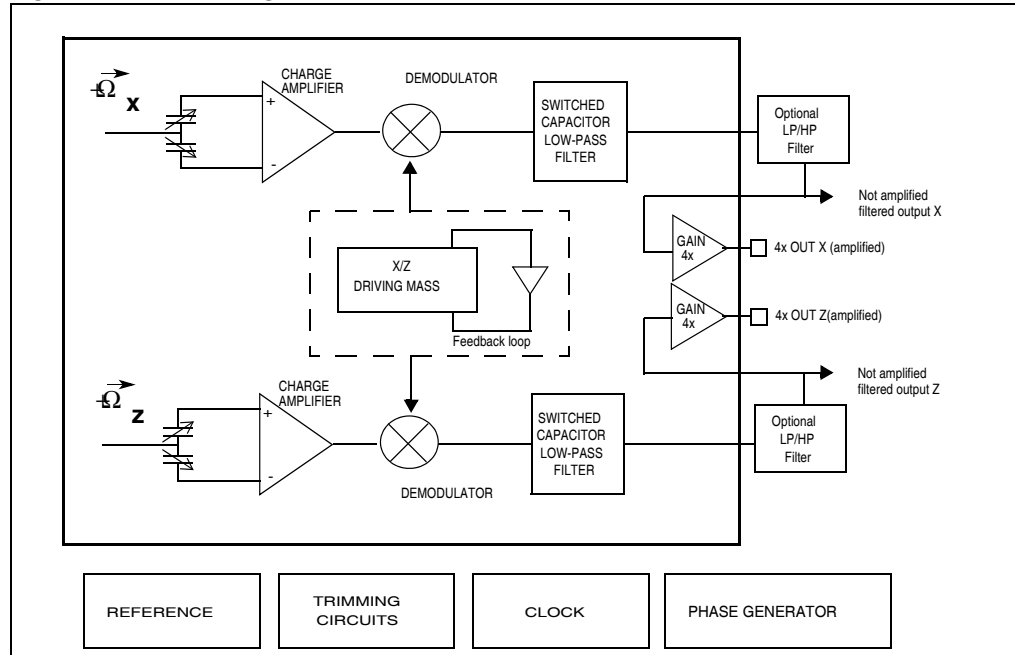 +Ω X
CHARGE
AMPLIFIER
+
-
DEMODULATOR
SWITCHED
CAPACITOR
LOW-PASS
FILTER
Optional
LP/HP
Filter
Not amplified
filtered output X
GAIN
4x
4x OUT X (amplified)
X/Z
DRIVING MASS
Feedback loop
GAIN
4x
4x OUT Z(amplified)
Not amplified
filtered output Z
+Ω Z
CHARGE
AMPLIFIER
+
-
DEMODULATOR
SWITCHED
CAPACITOR
LOW-PASS
FILTER
Optional
LP/HP
Filter
REFERENCE
TRIMMING
CIRCUITS
CLOCK
PHASE GENERATOR